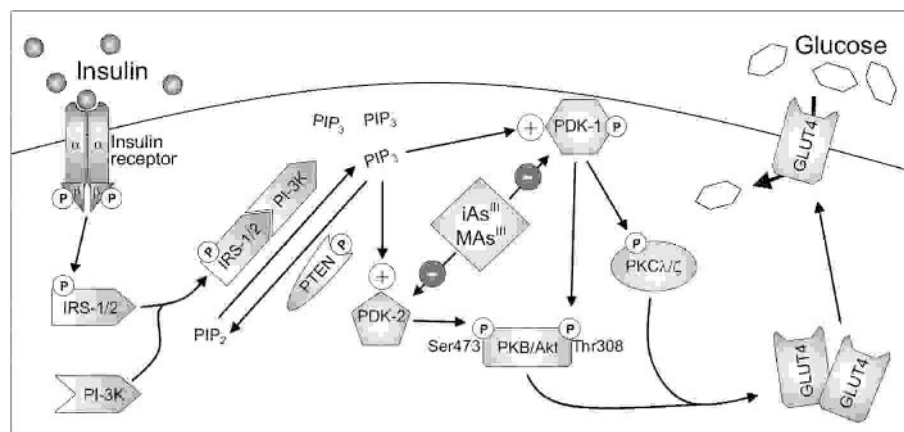 Insulin
α α
Insulin
receptor
β β
P P
P
IRS-1/2
PI-3K
PIP3 PIP3
PIP3
PI-3K
IRS-1/2
P
PTEN
P
PIP2
+
PDK-1
P
iAsIII
MAsIII
+
PDK-2
P
PKCλ/ζ
P P
Ser473 PKB/Akt Thr308
Glucose
GLUT4
GLUT4
GLUT4